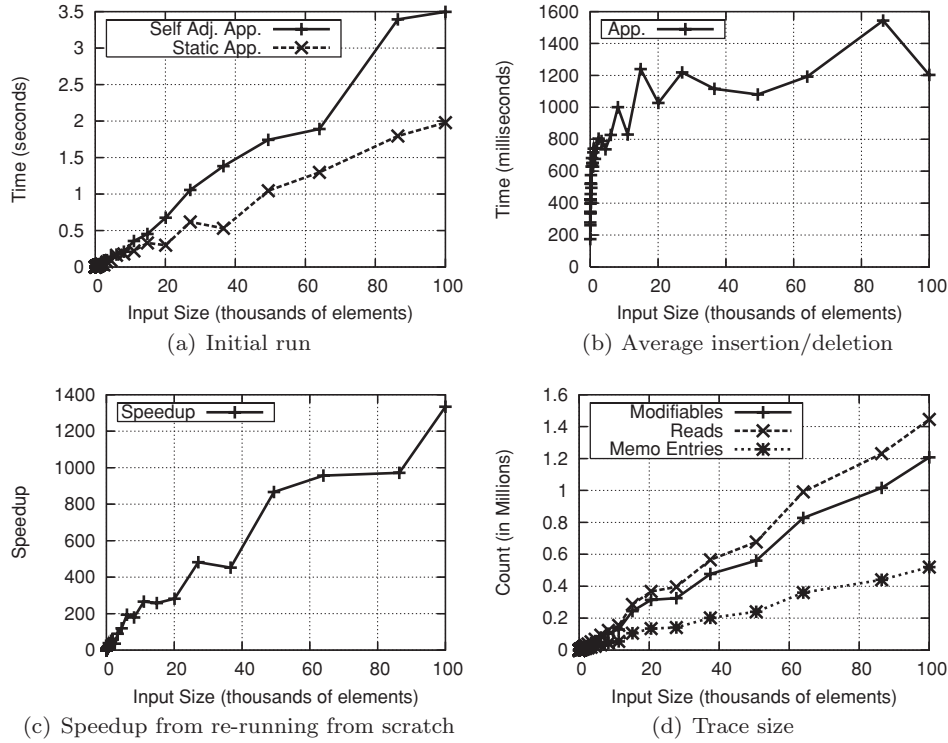 3.5
3
2.5
2
1.5
1
0.5
0
Time (seconds)
Self Adj. App.
Static App.
0 20 40 60 80 100
Input Size (thousands of elements)
(a) Initial run
1600
1400
1200
1000
800
600
400
200
0
Time (milliseconds)
App.
0 20 40 60 80 100
Input Size (thousands of elements)
(b) Average insertion/deletion
1400
1200
1000
800
600
400
200
0
Speedup
Speedup
0 20 40 60 80 100
Input Size (thousands of elements)
(c) Speedup from re-running from scratch
1.6
1.4
1.2
1
0.8
0.6
0.4
0.2
0
Count (in Millions)
Modifiables
Reads
Memo Entries
0 20 40 60 80 100
Input Size (thousands of elements)
(d) Trace size